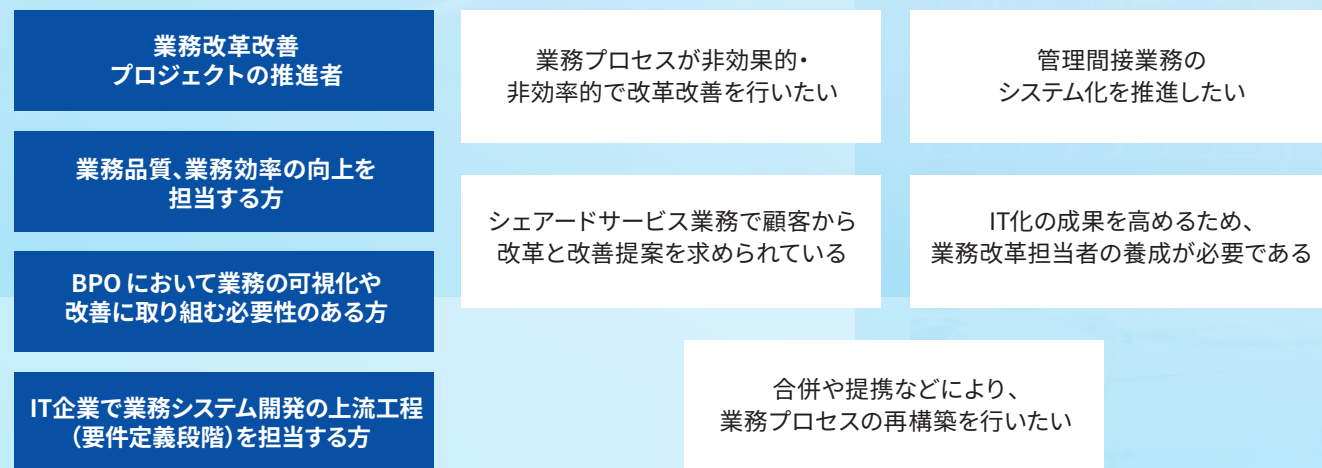 業務改革改善
プロジェクトの推進者
業務品質、業務効率の向上を
担当する方
BPO において業務の可視化や
改善に取り組む必要性のある方
IT企業で業務システム開発の上流工程
（要件定義段階）を担当する方
業務プロセスが非効果的・
非効率的で改革改善を行いたい
管理間接業務の
システム化を推進したい
シェアードサービス業務で顧客から
改革と改善提案を求められている
IT化の成果を高めるため、
業務改革担当者の養成が必要である
合併や提携などにより、
業務プロセスの再構築を行いたい